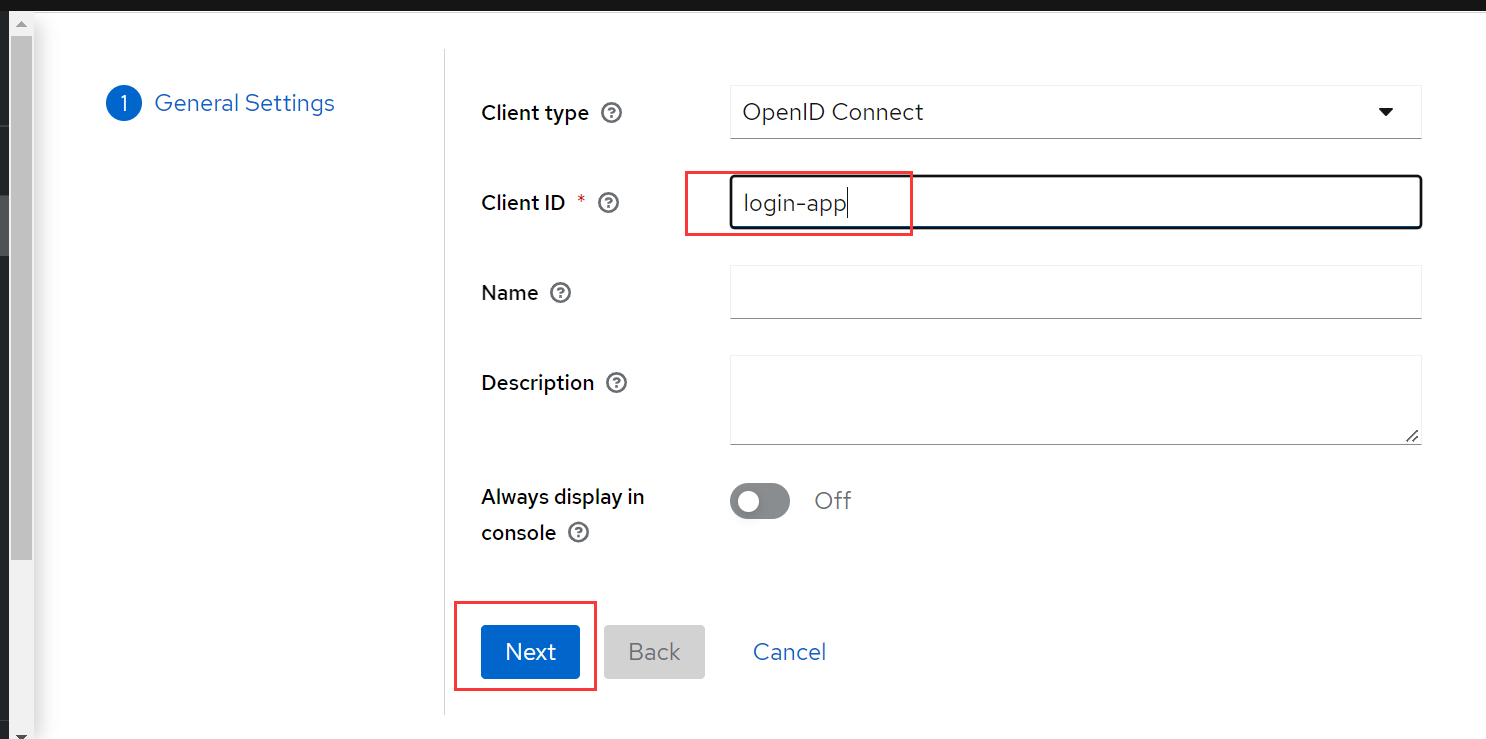 1 General Settings
Client type ?
OpenID Connect
Client ID * ?
login-app
Name ?
Description ?
Always display in
console ?
Off
Next
Back
Cancel